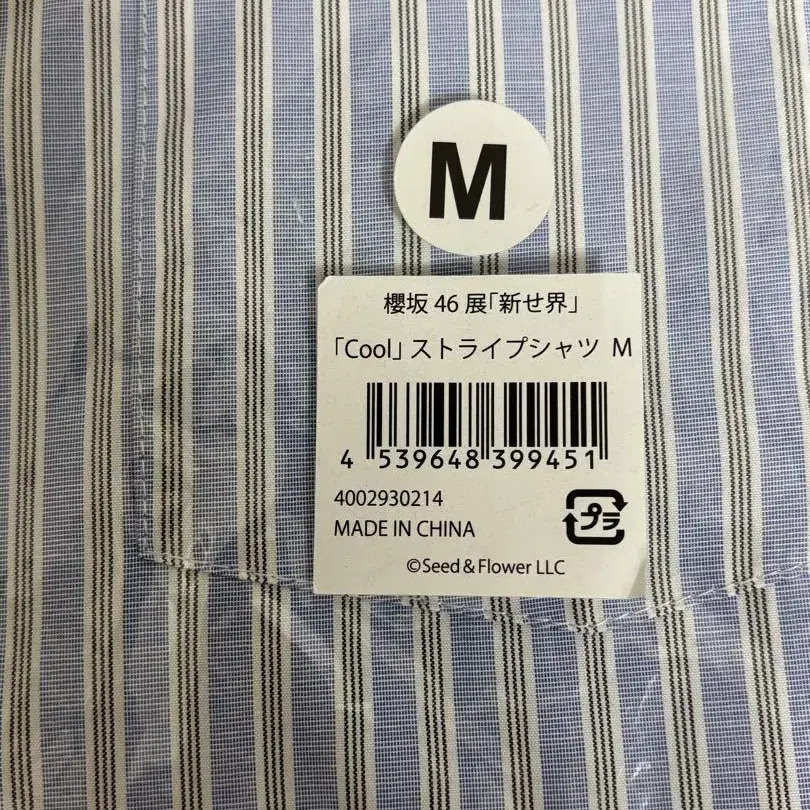 M
櫻坂46展「新せ界」
「Cool」ストライプシャツ M
4 539648 399451
4002930214
プラ
MADE IN CHINA
©Seed & Flower LLC